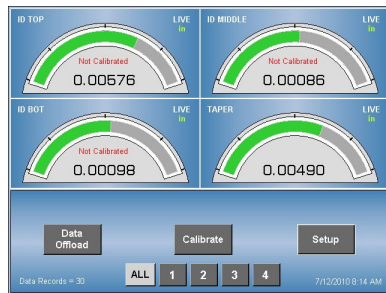 ID TOP
LIVE
in
Not Calibrated
0.00576
ID MIDDLE
LIVE
in
Not Calibrated
0.00086
ID BOT
LIVE
in
Not Calibrated
0.00098
TAPER
LIVE
in
0.00490
Data
Offload
Calibrate
Setup
Data Records = 30
ALL
1
2
3
4
7/12/2010 8:14 AM